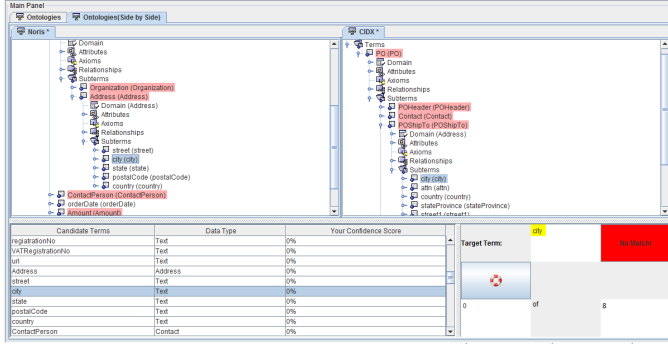 Main Panel
Ontologies
Ontologies(Side by Side)
Noris *
Domain
Attributes
Axioms
Relationships
Subterms
Organization (Organization)
Address (Address)
Domain (Address)
Attributes
Axioms
Relationships
Subterms
street (street)
city (city)
state (state)
postalCode (postalCode)
country (country)
ContactPerson (ContactPerson)
orderDate (orderDate)
Amount (Amount)
CIDX *
Terms
PO (PO)
Domain
Attributes
Axioms
Relationships
Subterms
POHeader (POHeader)
Contact (Contact)
POShipTo (POShipTo)
Domain (Address)
Attributes
Axioms
Relationships
Subterms
city (city)
attn (attn)
country (country)
stateProvince (stateProvince)
street1 (street1)
Candidate Terms Data Type Your Confidence Score
regiatrationNo Text 0%
VATRegistrationNo Text 0%
url Text 0%
Address Address 0%
street Text 0%
city Text 0%
state Text 0%
postalCode Text 0%
country Text 0%
ContactPerson Contact 0%
Target Term: city No Match!
0 of 8